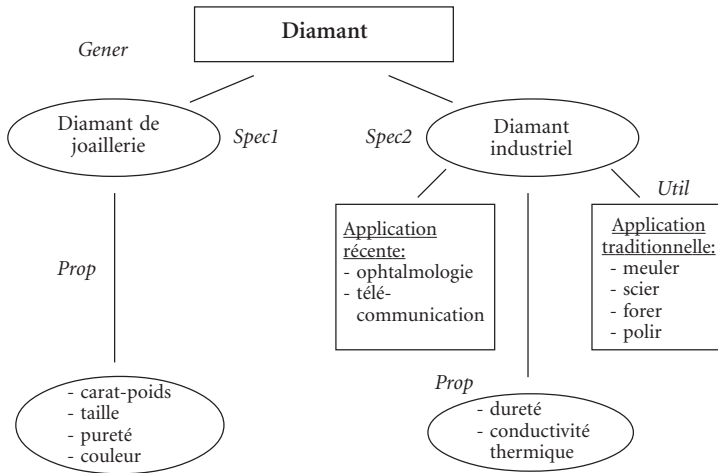 Diamant
Gener
Diamant de
joaillerie
Spec1
Spec2
Diamant
industriel
Util
Application
récente:
- ophtalmologie
- télé-
communication
Application
traditionnelle:
- meuler
- scier
- forer
- polir
Prop
- carat-poids
- taille
- pureté
- couleur
Prop
- dureté
- conductivité
thermique